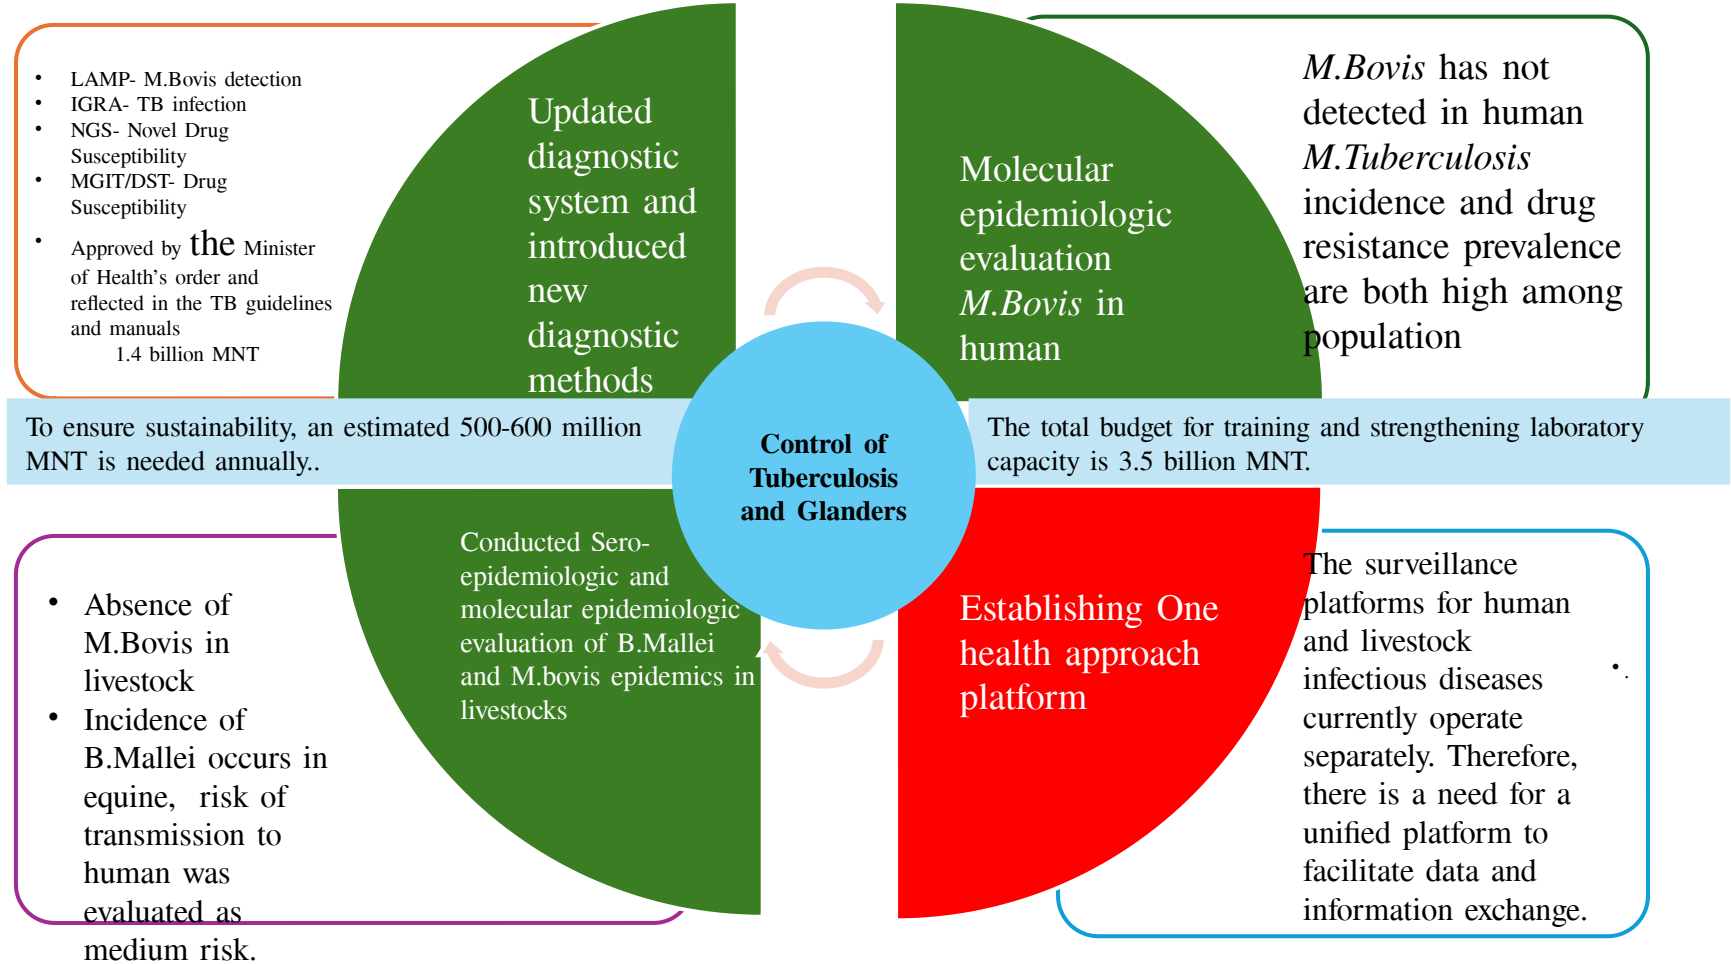 • LAMP- M.Bovis detection
• IGRA- TB infection
• NGS- Novel Drug
Susceptibility
• MGIT/DST- Drug
Susceptibility
• Approved by the Minister
of Health's order and
reflected in the TB guidelines
and manuals
1.4 billion MNT
Updated
diagnostic
system and
introduced
new
diagnostic
methods
Molecular
epidemiologic
evaluation
M.Bovis in
human
M.Bovis has not
detected in human
M.Tuberculosis
incidence and drug
resistance prevalence
are both high among
population
To ensure sustainability, an estimated 500-600 million
MNT is needed annually..
Control of
Tuberculosis
and Glanders
The total budget for training and strengthening laboratory
capacity is 3.5 billion MNT.
• Absence of
M.Bovis in
livestock
• Incidence of
B.Mallei occurs in
equine, risk of
transmission to
human was
evaluated as
medium risk.
Conducted Sero-
epidemiologic and
molecular epidemiologic
evaluation of B.Mallei
and M.bovis epidemics in
livestocks
Establishing One
health approach
platform
The surveillance
platforms for human
and livestock
infectious diseases
currently operate
separately. Therefore,
there is a need for a
unified platform to
facilitate data and
information exchange.
• .